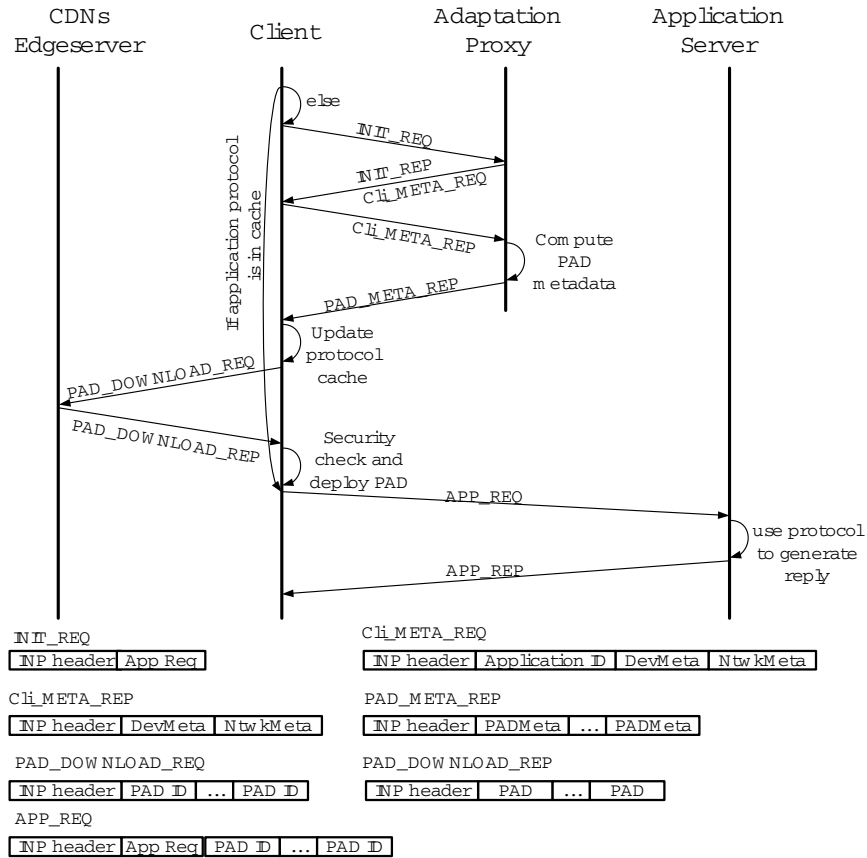 CDNs
Edgeserver
Client
Adaptation
Proxy
Application
Server
else
INIT_REQ
INIT_REP
Cli_META_REQ
Cli_META_REP
Compute
PAD
metadata
If application protocol
is in cache
PAD_META_REP
Update
protocol
cache
PAD_DOWNLOAD_REQ
PAD_DOWNLOAD_REP
Security
check and
deploy PAD
APP_REQ
use protocol
to generate
reply
APP_REP
INIT_REQ
INP header App Req
Cli_META_REQ
INP header Application ID DevMeta NtwkMeta
Cli_META_REP
INP header DevMeta NtwkMeta
PAD_META_REP
INP header PADMeta ... PADMeta
PAD_DOWNLOAD_REQ
INP header PAD ID ... PAD ID
PAD_DOWNLOAD_REP
INP header PAD ... PAD
APP_REQ
INP header App Req PAD ID ... PAD ID